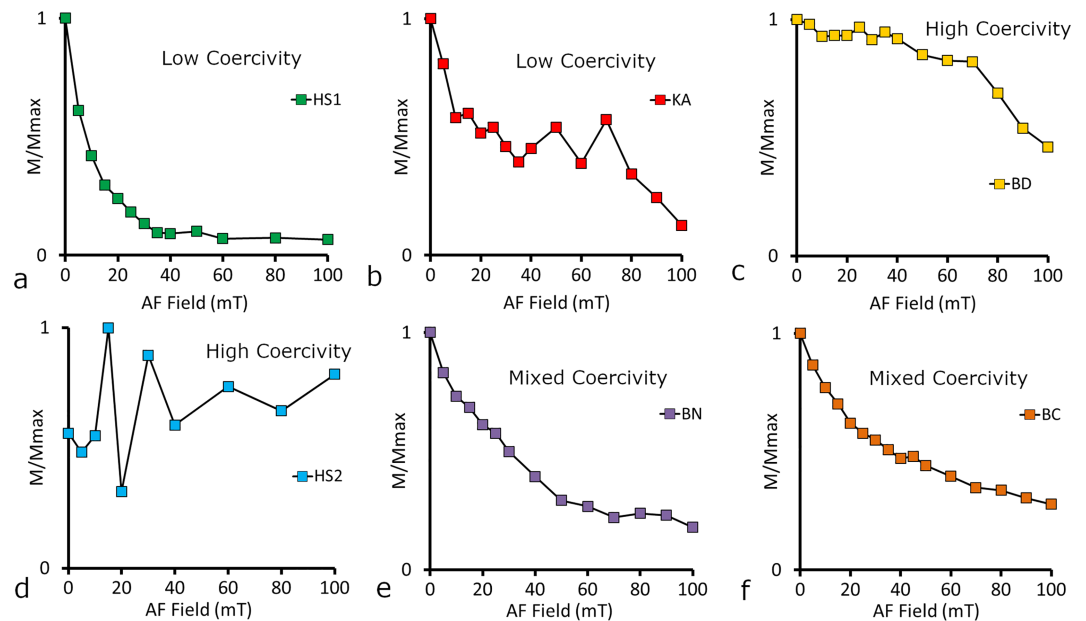 1
Low Coercivity
HS1
M/Mmax
0
0 20 40 60 80 100
a
AF Field (mT)
1
Low Coercivity
KA
M/Mmax
0
0 20 40 60 80 100
b
AF Field (mT)
1
High Coercivity
M/Mmax
BD
0
0 20 40 60 80 100
c
AF Field (mT)
1
High Coercivity
M/Mmax
HS2
0
0 20 40 60 80 100
d
AF Field (mT)
1
Mixed Coercivity
BN
M/Mmax
0
0 20 40 60 80 100
e
AF Field (mT)
1
Mixed Coercivity
BC
M/Mmax
0
0 20 40 60 80 100
f
AF Field (mT)